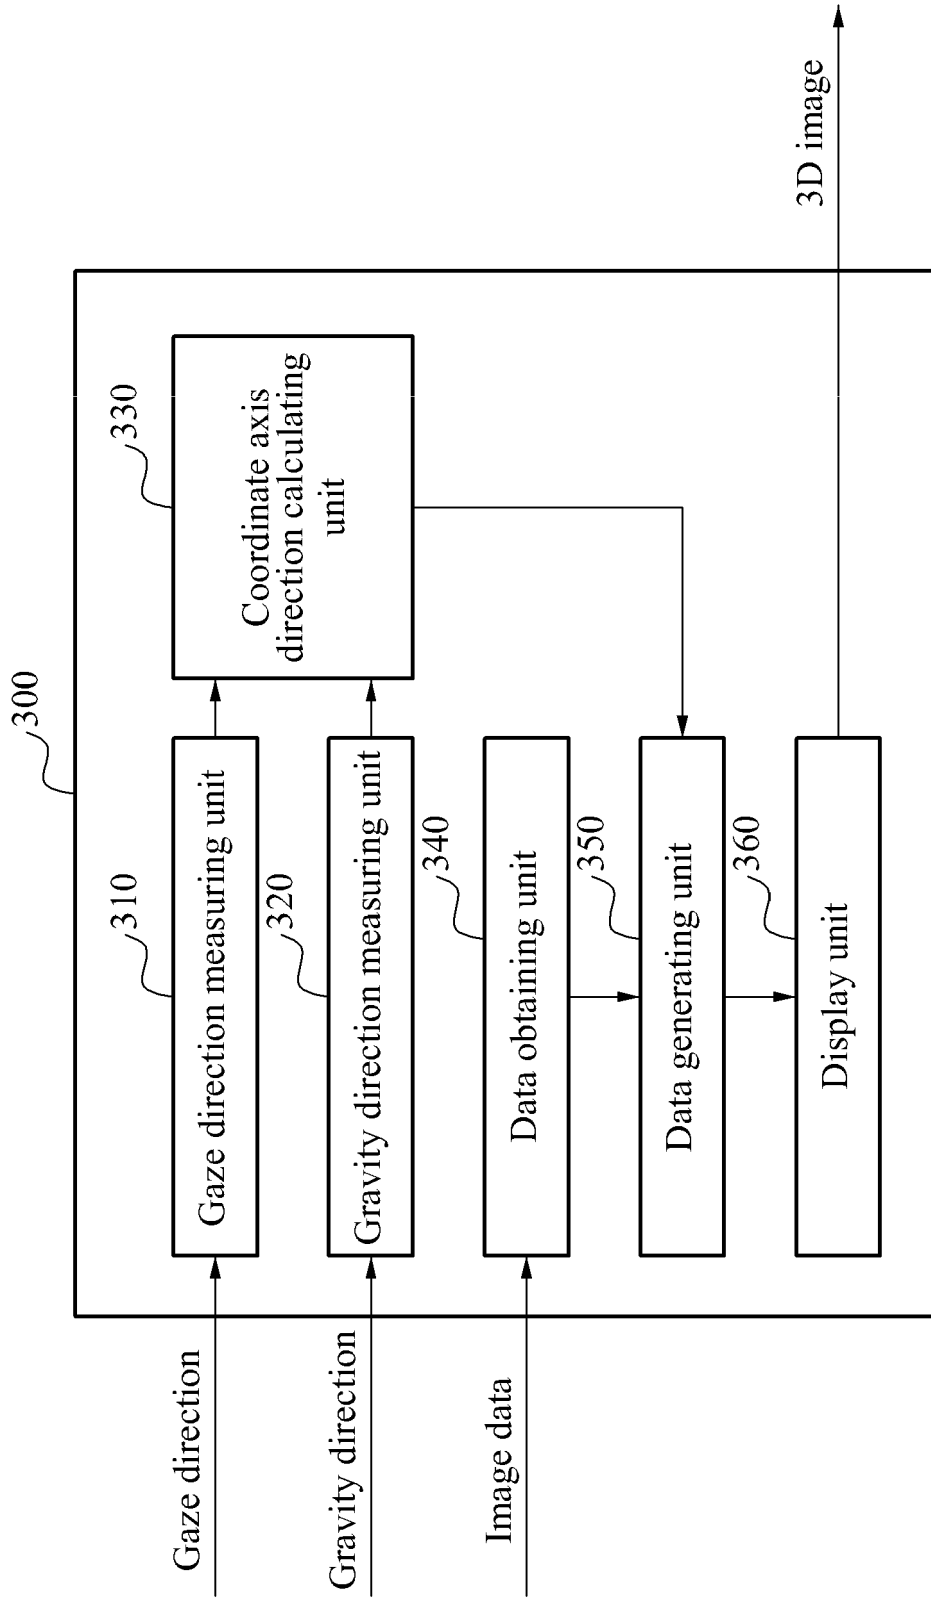 300
310
330
Gaze direction
Gaze direction measuring unit
Coordinate axis
direction calculating
unit
320
Gravity direction
Gravity direction measuring unit
340
Image data
Data obtaining unit
350
Data generating unit
360
Display unit
3D image